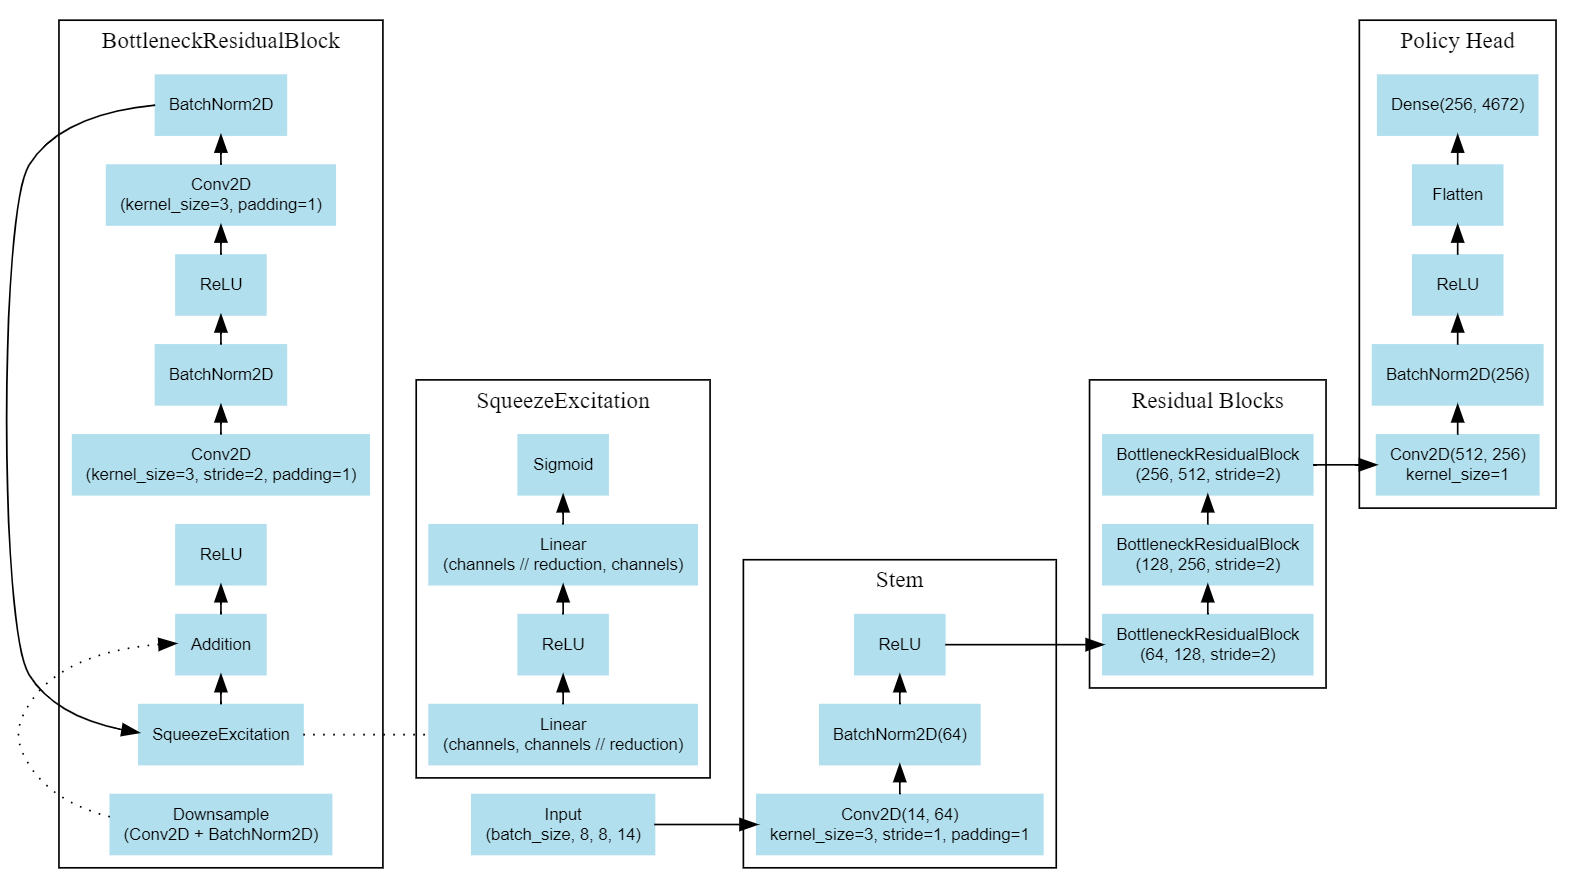 BottleneckResidualBlock
BatchNorm2D
Conv2D
(kernel_size=3, padding=1)
ReLU
BatchNorm2D
Conv2D
(kernel_size=3, stride=2, padding=1)
ReLU
Addition
SqueezeExcitation
Downsample
(Conv2D + BatchNorm2D)
SqueezeExcitation
Sigmoid
Linear
(channels // reduction, channels)
ReLU
Linear
(channels, channels // reduction)
Input
(batch_size, 8, 8, 14)
Stem
ReLU
BatchNorm2D(64)
Conv2D(14, 64)
kernel_size=3, stride=1, padding=1
Residual Blocks
BottleneckResidualBlock
(256, 512, stride=2)
BottleneckResidualBlock
(128, 256, stride=2)
BottleneckResidualBlock
(64, 128, stride=2)
Policy Head
Dense(256, 4672)
Flatten
ReLU
BatchNorm2D(256)
Conv2D(512, 256)
kernel_size=1